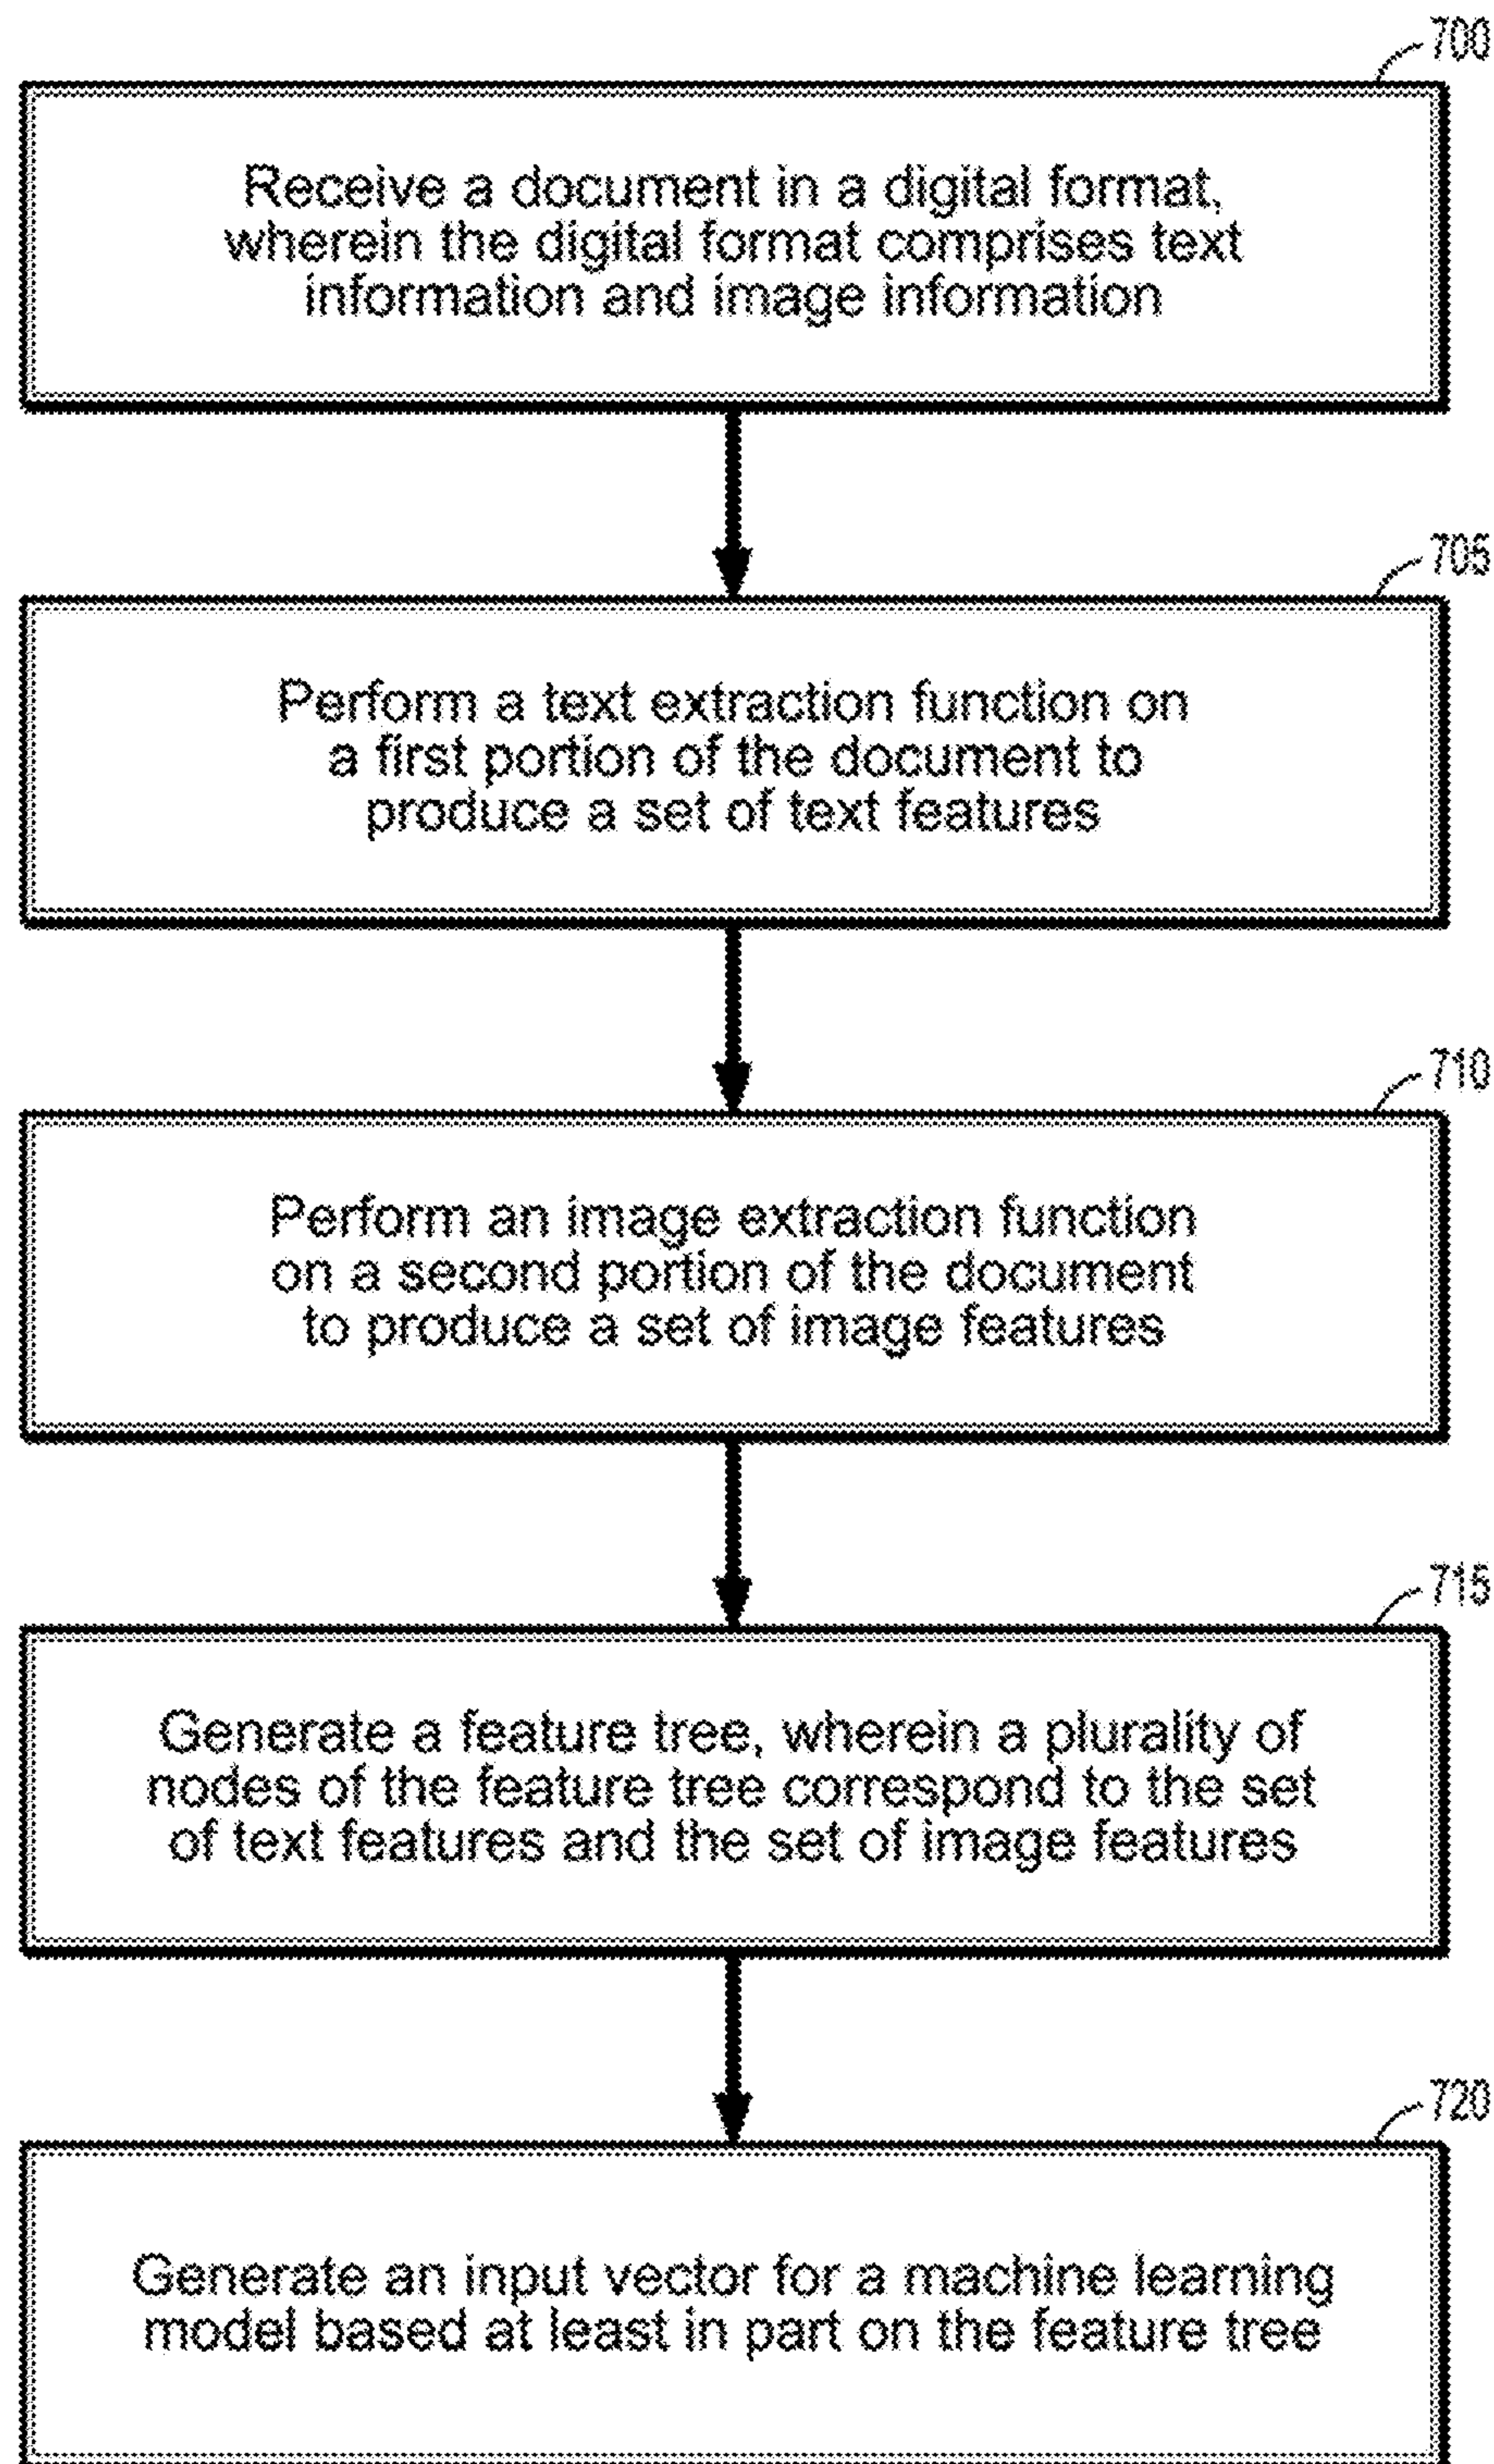 700
Receive a document in a digital format,
wherein the digital format comprises text
information and image information
705
Perform a text extraction function on
a first portion of the document to
produce a set of text features
710
Perform an image extraction function
on a second portion of the document
to produce a set of image features
715
Generate a feature tree, wherein a plurality of
nodes of the feature tree correspond to the set
of text features and the set of image features
720
Generate an input vector for a machine learning
model based at least in part on the feature tree